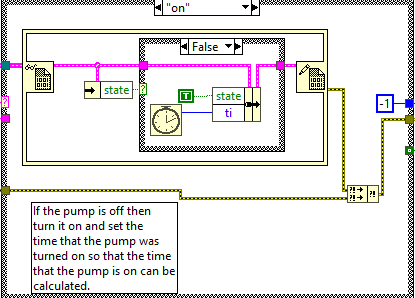 "on"
False
state
?
T
state
ti
-1
?
?!
?!
?!
If the pump is off then
turn it on and set the
time that the pump was
turned on so that the time
that the pump is on can be
calculated.